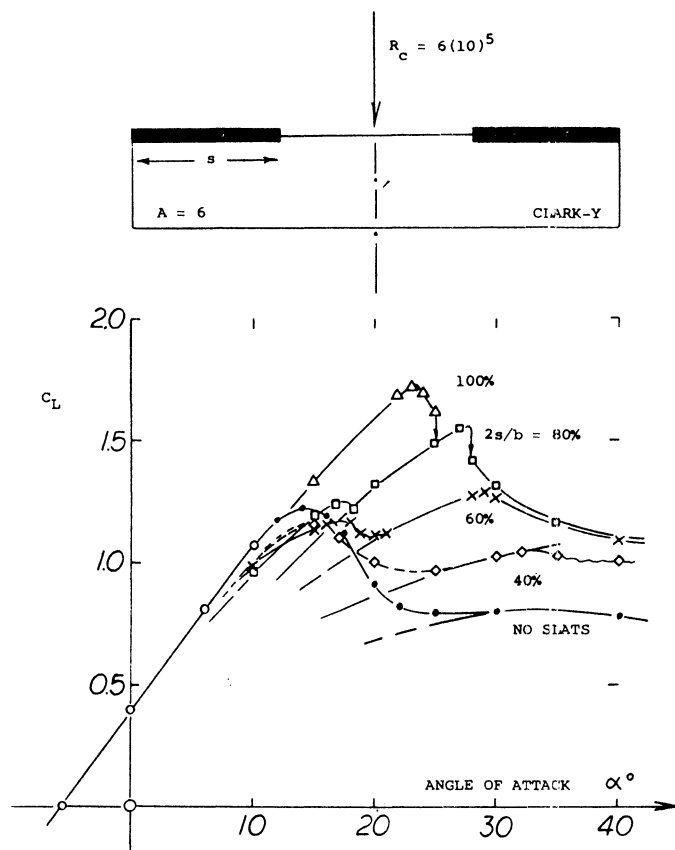 R_c = 6(10)^5
s
A = 6
CLARK-Y
2.0
C_L
100%
1.5
2s/b = 80%
60%
1.0
40%
NO SLATS
0.5
ANGLE OF ATTACK α°
10
20
30
40